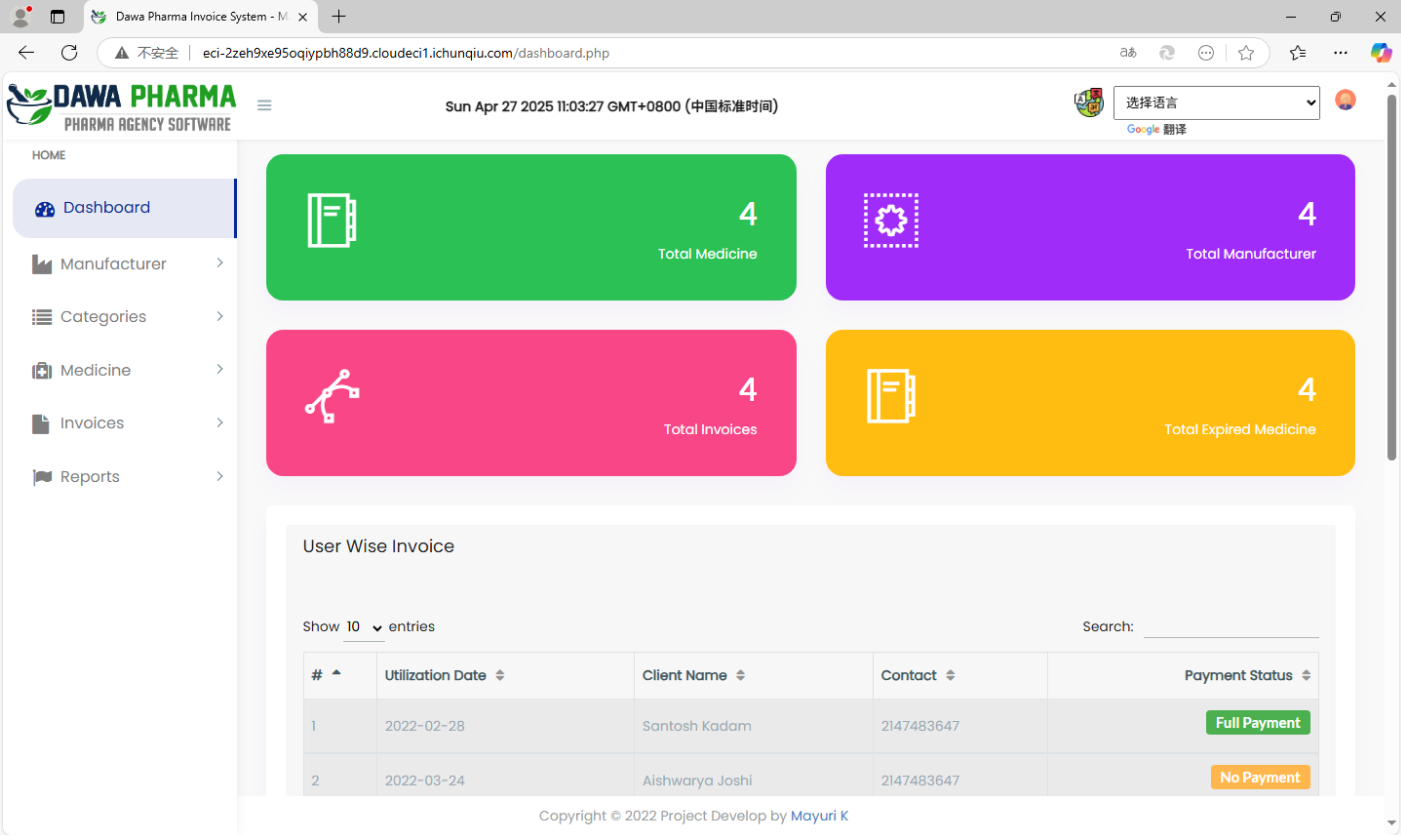 Dawa Pharma Invoice System - M
不安全 eci-2zeh9xe95oqiypbh88d9.cloudeci1.ichunqiu.com/dashboard.php
DAWA PHARMA
PHARMA AGENCY SOFTWARE
Sun Apr 27 2025 11:03:27 GMT+0800 (中国标准时间)
选择语言
Google 翻译
HOME
Dashboard
Manufacturer
Categories
Medicine
Invoices
Reports
4
Total Medicine
4
Total Manufacturer
4
Total Invoices
4
Total Expired Medicine
User Wise Invoice
Show 10 entries
Search:
# Utilization Date Client Name Contact Payment Status
1 2022-02-28 Santosh Kadam 2147483647 Full Payment
2 2022-03-24 Aishwarya Joshi 2147483647 No Payment
Copyright © 2022 Project Develop by Mayuri K